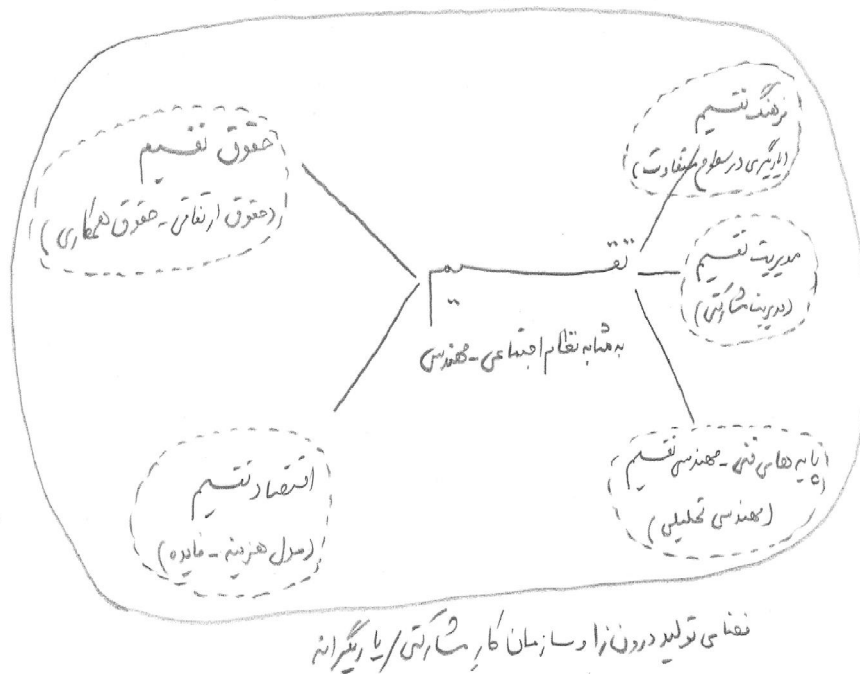 فرهنگ تقسیم
(یاریگری در سطوح متفاوت)
حقوق تقسیم
(حقوق ارتفاقی - حقوق همکاری)
مدیریت تقسیم
(مدیریت مشارکتی)
تقسیم
به مثابه نظام اجتماعی - مهندسی
پایه های فنی - مهندسی تقسیم
(مهندسی تحلیلی)
اقتصاد تقسیم
(مدل هزینه - فایده)
فضای تولید درون زا و سازمان کار مشارکتی / یاریگرانه